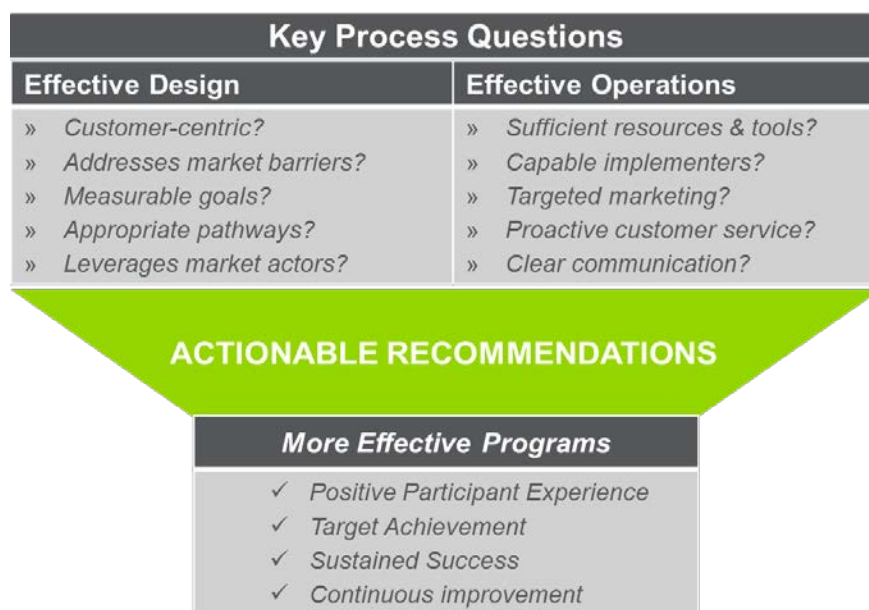 Key Process Questions
Effective Design
» Customer-centric?
» Addresses market barriers?
» Measurable goals?
» Appropriate pathways?
» Leverages market actors?
Effective Operations
» Sufficient resources & tools?
» Capable implementers?
» Targeted marketing?
» Proactive customer service?
» Clear communication?
ACTIONABLE RECOMMENDATIONS
More Effective Programs
✓ Positive Participant Experience
✓ Target Achievement
✓ Sustained Success
✓ Continuous improvement